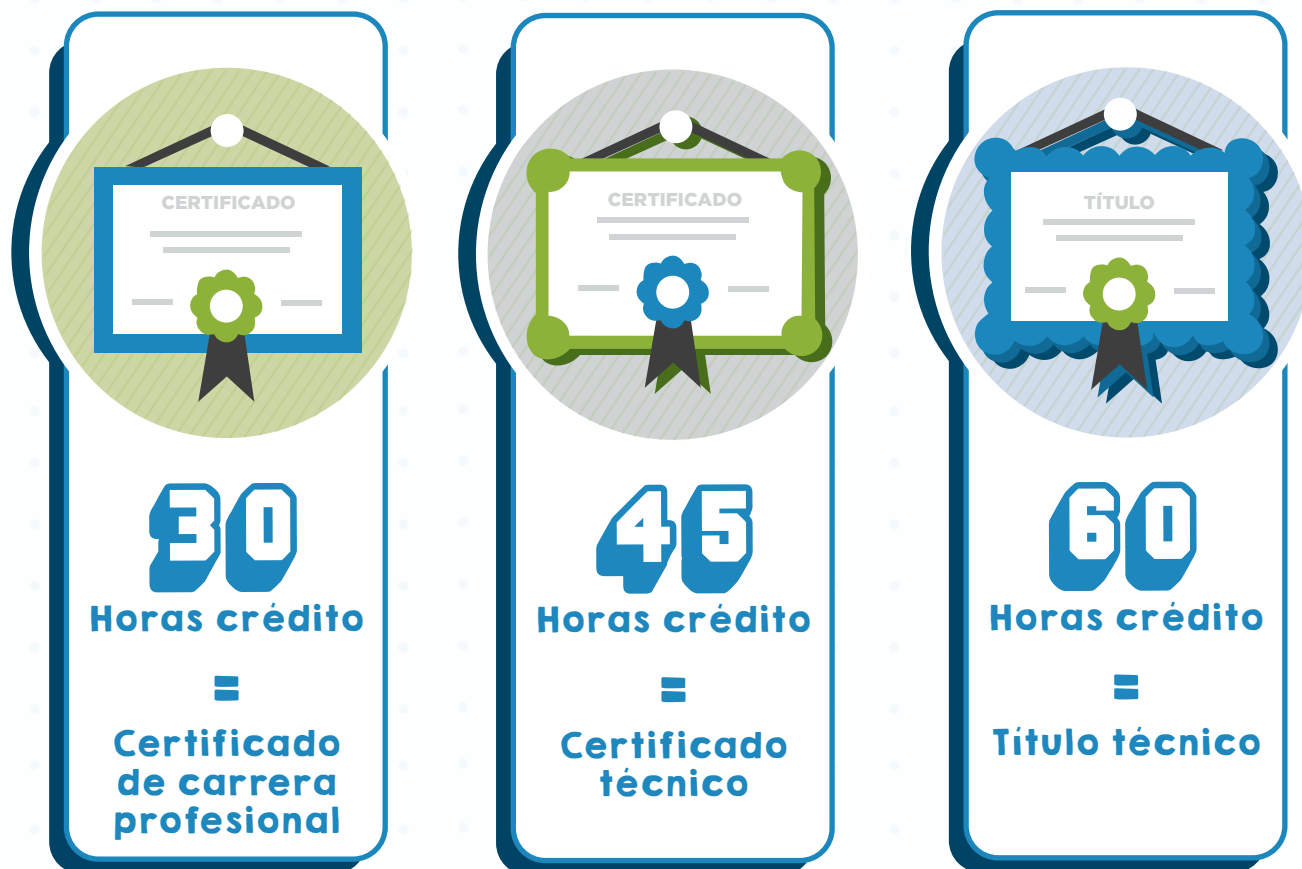 CERTIFICADO
30
Horas crédito
=
Certificado
de carrera
profesional
CERTIFICADO
45
Horas crédito
=
Certificado
técnico
TÍTULO
60
Horas crédito
=
Título técnico